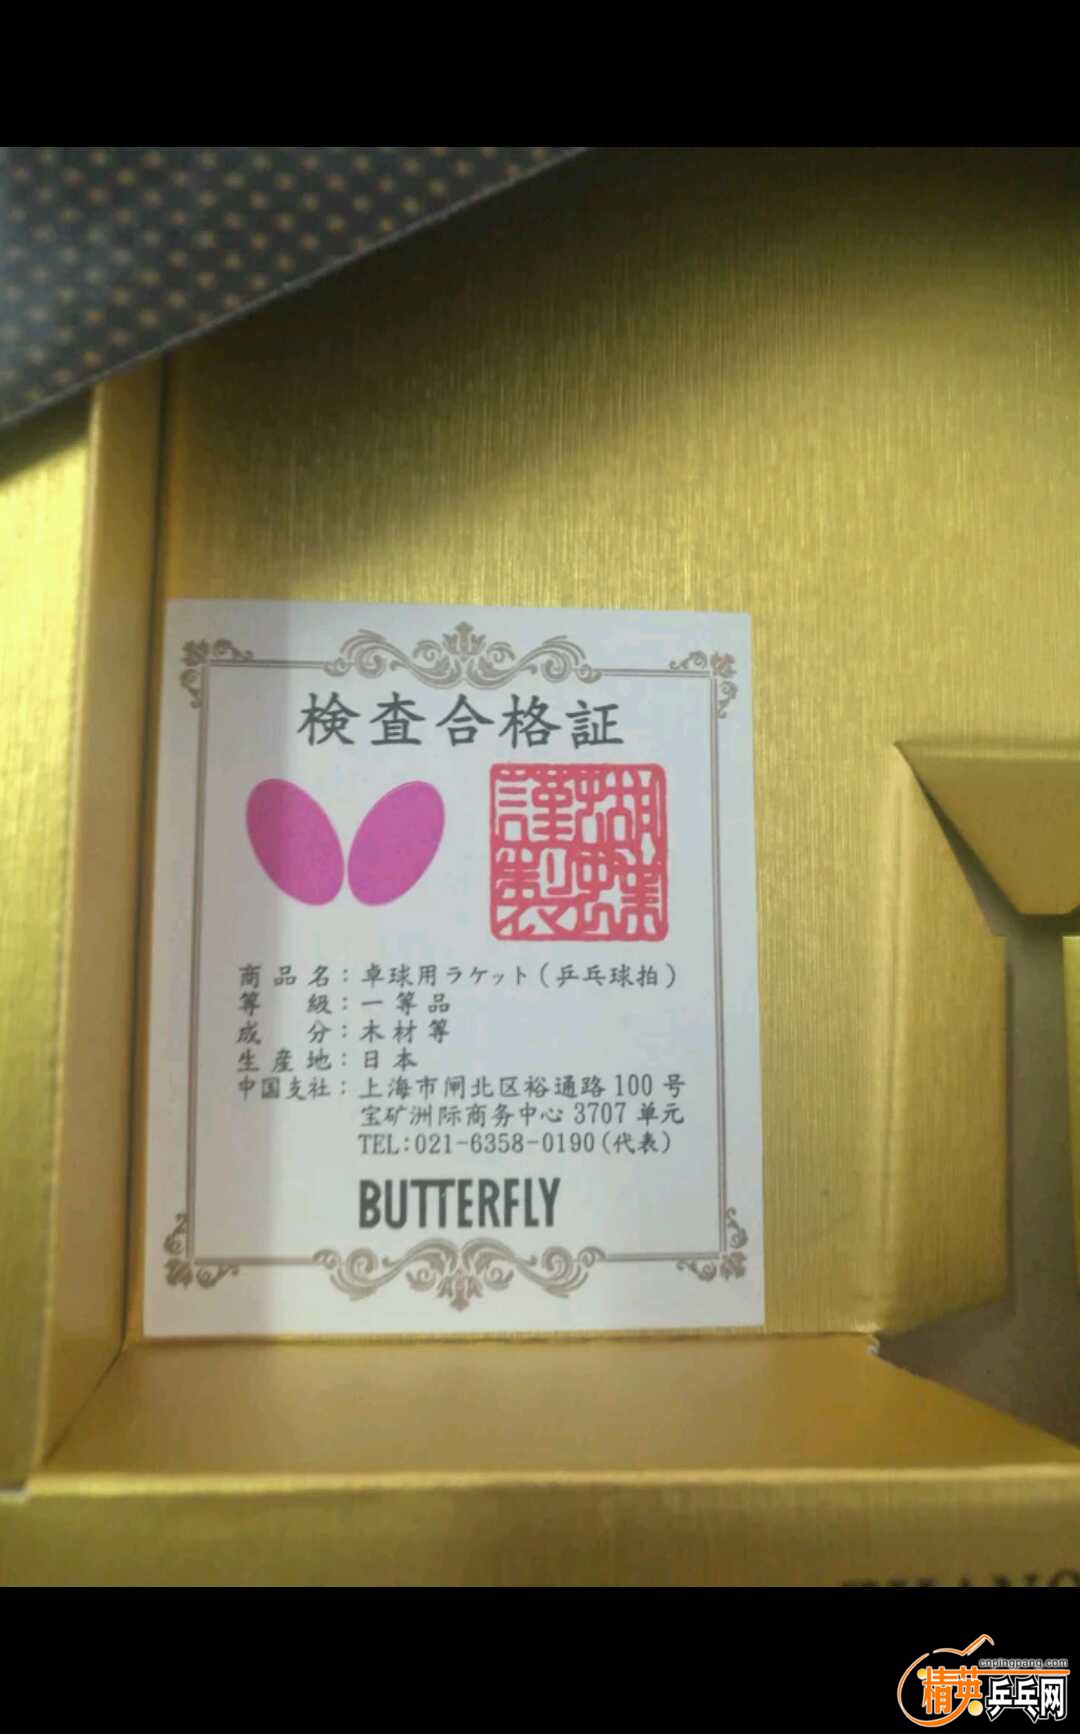 検査合格証
謹製
蝴蝶
商品名：卓球用ラケット（乒乓球拍）
等級：一等品
成分：木材等
生産地：日本
中国支社：上海市闸北区裕通路100号
宝矿洲际商务中心3707单元
TEL:021-6358-0190(代表)
BUTTERFLY
cnpingpang.com
精英乒乓网